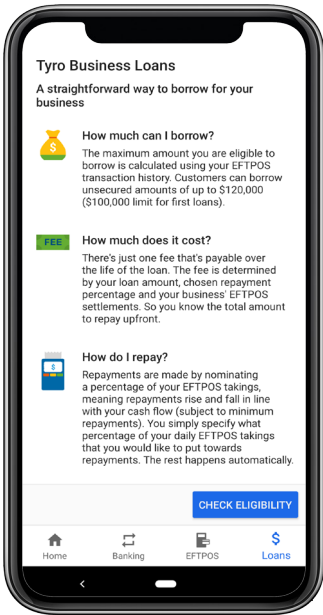 Tyro Business Loans
A straightforward way to borrow for your
business
How much can I borrow?
The maximum amount you are eligible to
borrow is calculated using your EFTPOS
transaction history. Customers can borrow
unsecured amounts of up to $120,000
($100,000 limit for first loans).
FEE
How much does it cost?
There's just one fee that's payable over
the life of the loan. The fee is determined
by your loan amount, chosen repayment
percentage and your business' EFTPOS
settlements. So you know the total amount
to repay upfront.
How do I repay?
Repayments are made by nominating
a percentage of your EFTPOS takings,
meaning repayments rise and fall in line
with your cash flow (subject to minimum
repayments). You simply specify what
percentage of your daily EFTPOS takings
that you would like to put towards
repayments. The rest happens automatically.
CHECK ELIGIBILITY
Home Banking EFTPOS Loans